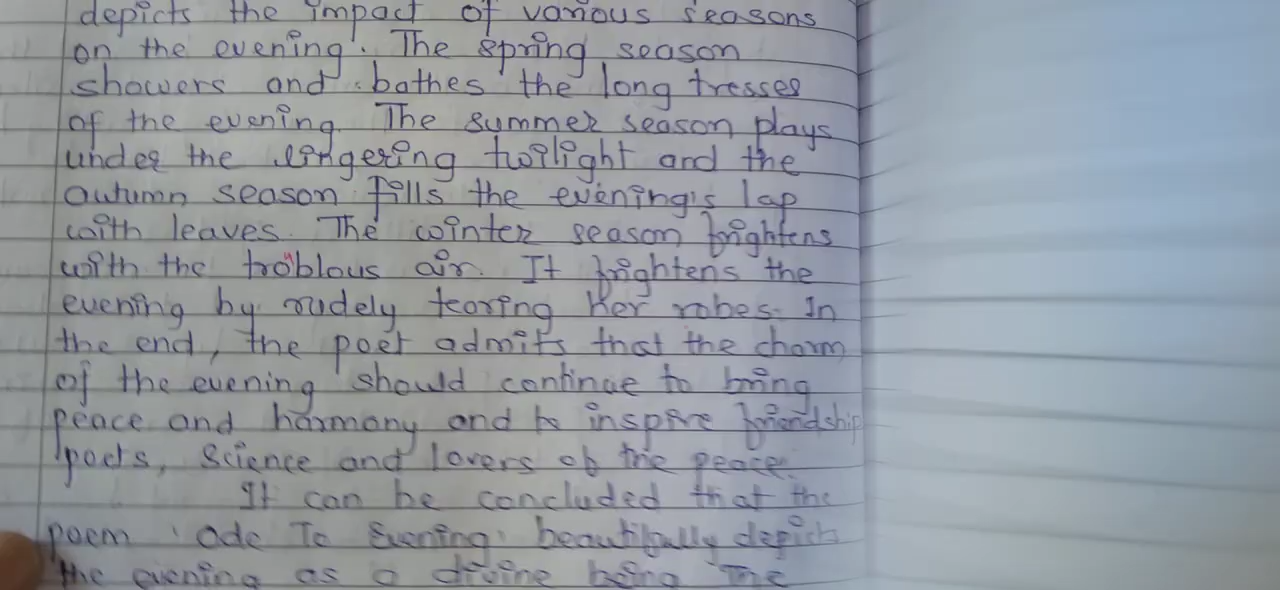 depicts the impact of various seasons
on the evening. The spring season
showers and bathes the long tresses
of the evening. The summer season plays
under the lingering twilight and the
autumn season fills the evening's lap
with leaves. The winter season frightens
with the troblous air. It frightens the
evening by rudely tearing her robes. In
the end, the poet admits that the charm
of the evening should continue to bring
peace and harmony and to inspire friendship
poets, Science and lovers of the peace.
It can be concluded that the
poem 'Ode To Evening' beautifully depicts
the evening as a divine being The